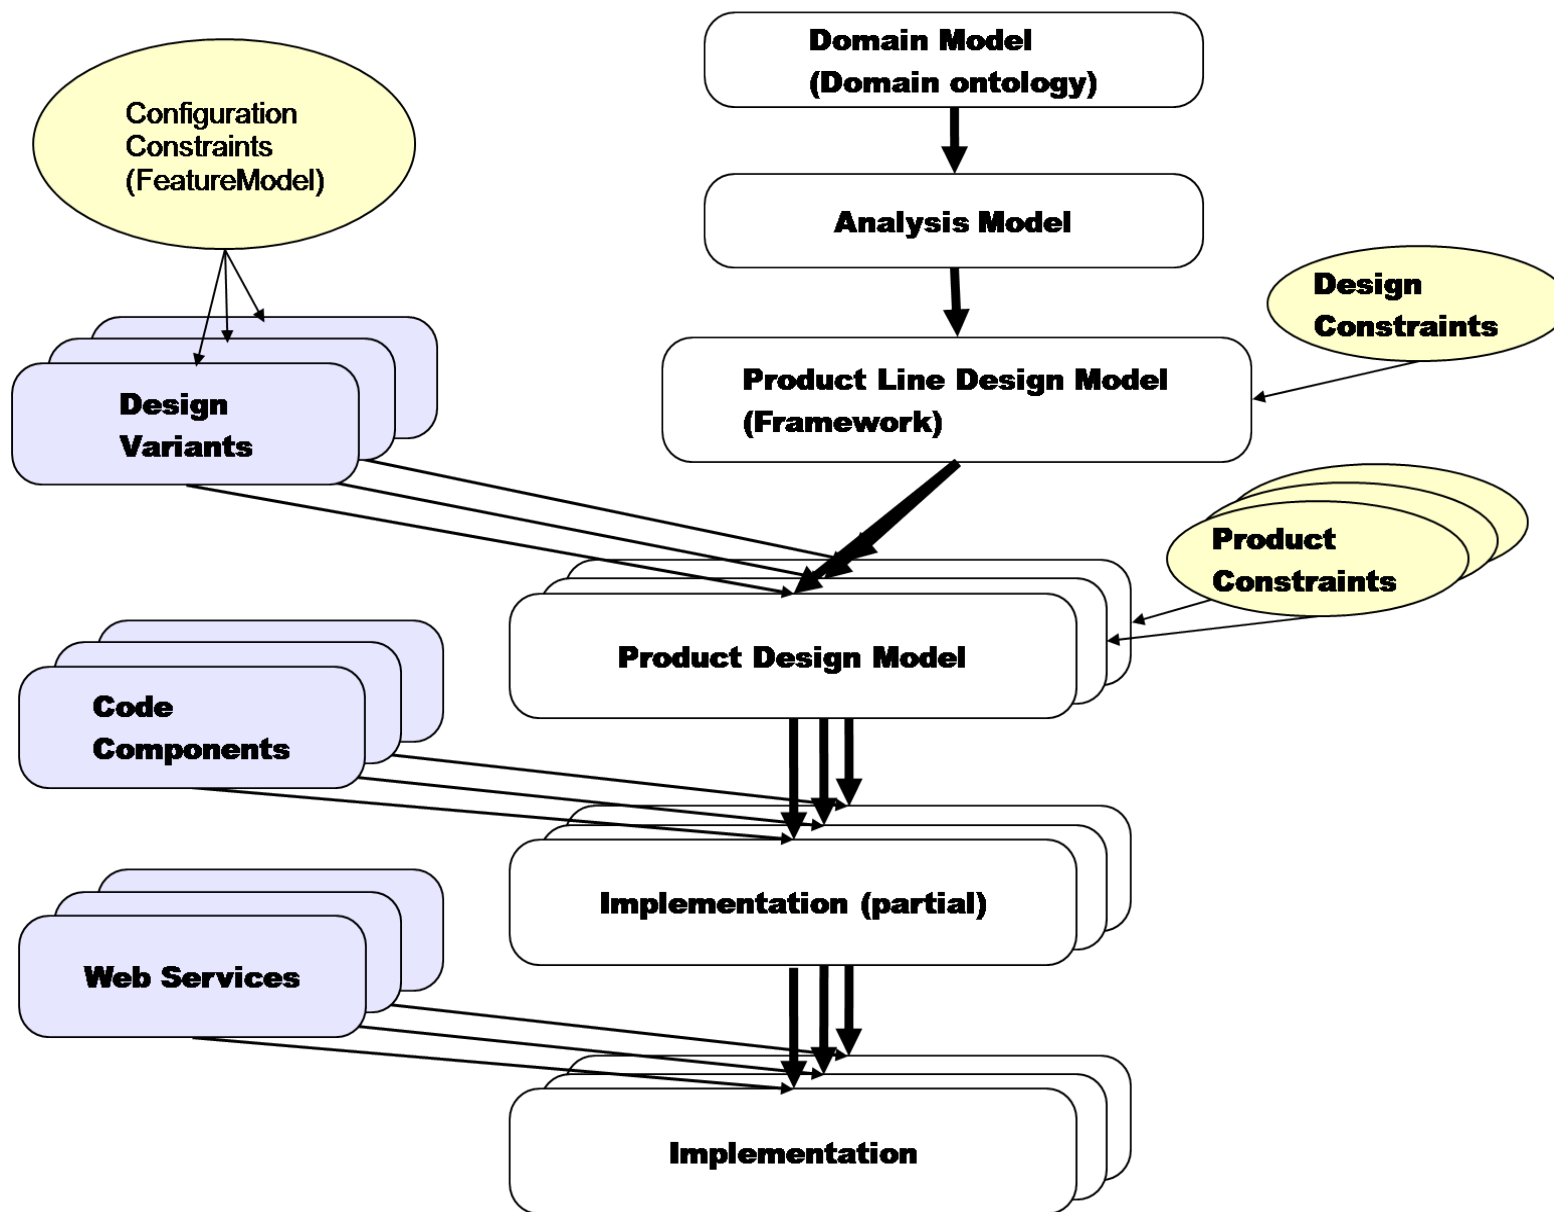 Domain Model
(Domain ontology)
Configuration
Constraints
(FeatureModel)
Analysis Model
Design
Constraints
Product Line Design Model
(Framework)
Design
Variants
Product
Constraints
Product Design Model
Code
Components
Implementation (partial)
Web Services
Implementation